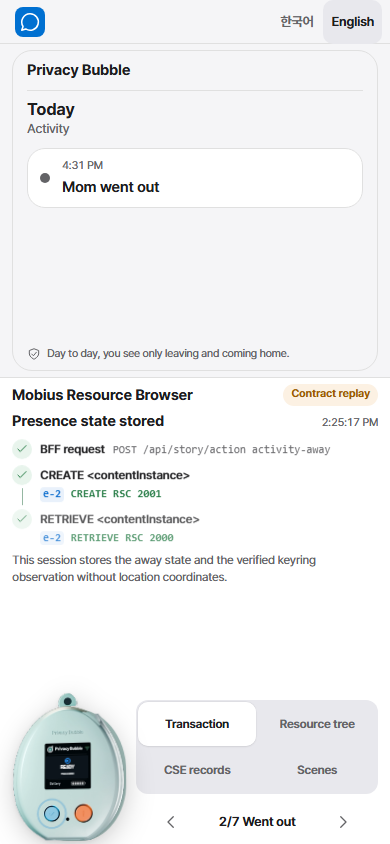 한국어
English
Privacy Bubble
Today
Activity
4:31 PM
Mom went out
Day to day, you see only leaving and coming home.
Mobius Resource Browser
Contract replay
Presence state stored
2:25:17 PM
BFF request POST /api/story/action activity-away
CREATE <contentInstance>
e-2 CREATE RSC 2001
RETRIEVE <contentInstance>
e-2 RETRIEVE RSC 2000
This session stores the away state and the verified keyring
observation without location coordinates.
Privacy Bubble
Privacy Bubble
READY
Transaction
Resource tree
CSE records
Scenes
2/7 Went out